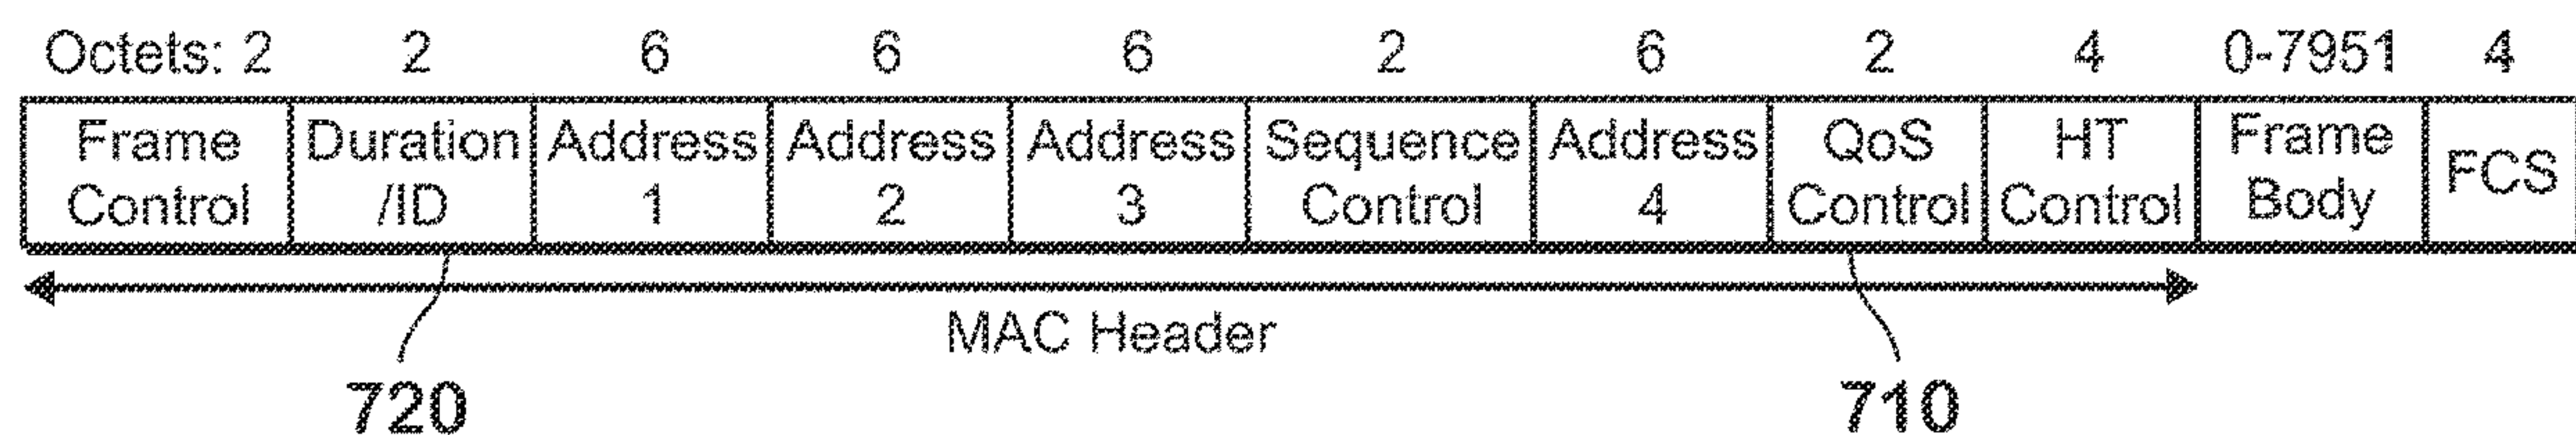 Octets: 2 2 6 6 6 2 6 2 4 0-7951 4
Frame Control
Duration /ID
Address 1
Address 2
Address 3
Sequence Control
Address 4
QoS Control
HT Control
Frame Body
FCS
MAC Header
720
710